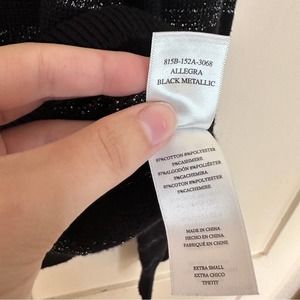 815B-152A-3068
ALLEGRA
BLACK METALLIC
87%COTTON 8%POLYESTER
5%CASHMERE
87%ALGODÓN 8%POLIÉSTER
5%CACHEMIRA
87%COTON 8%POLYESTER
5%CACHEMIRE
MADE IN CHINA
HECHO EN CHINA
FABRIQUÉ EN CHINE
EXTRA SMALL
EXTRA CHICO
TPETIT